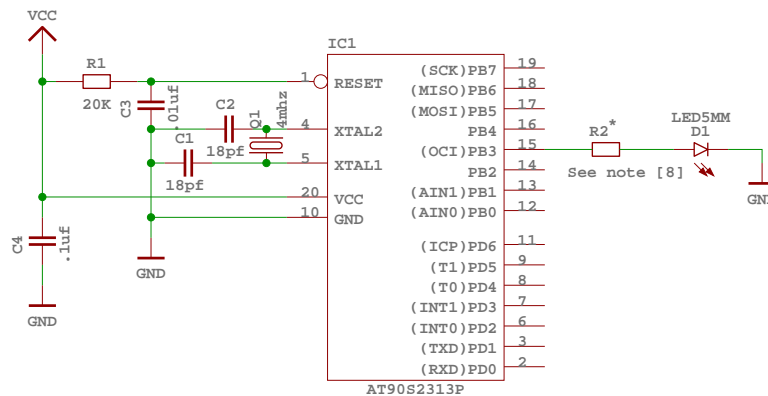 VCC
IC1
R1
20K
1
RESET
C3
.01uf
C2
18pf
Q1
4mhz
4
XTAL2
C1
18pf
5
XTAL1
20
VCC
10
GND
C4
.1uf
GND
GND
(SCK)PB7 19
(MISO)PB6 18
(MOSI)PB5 17
PB4 16
(OCI)PB3 15
PB2 14
(AIN1)PB1 13
(AIN0)PB0 12
(ICP)PD6 11
(T1)PD5 9
(T0)PD4 8
(INT1)PD3 7
(INT0)PD2 6
(TXD)PD1 3
(RXD)PD0 2
R2*
See note [8]
LED5MM
D1
GND
AT90S2313P